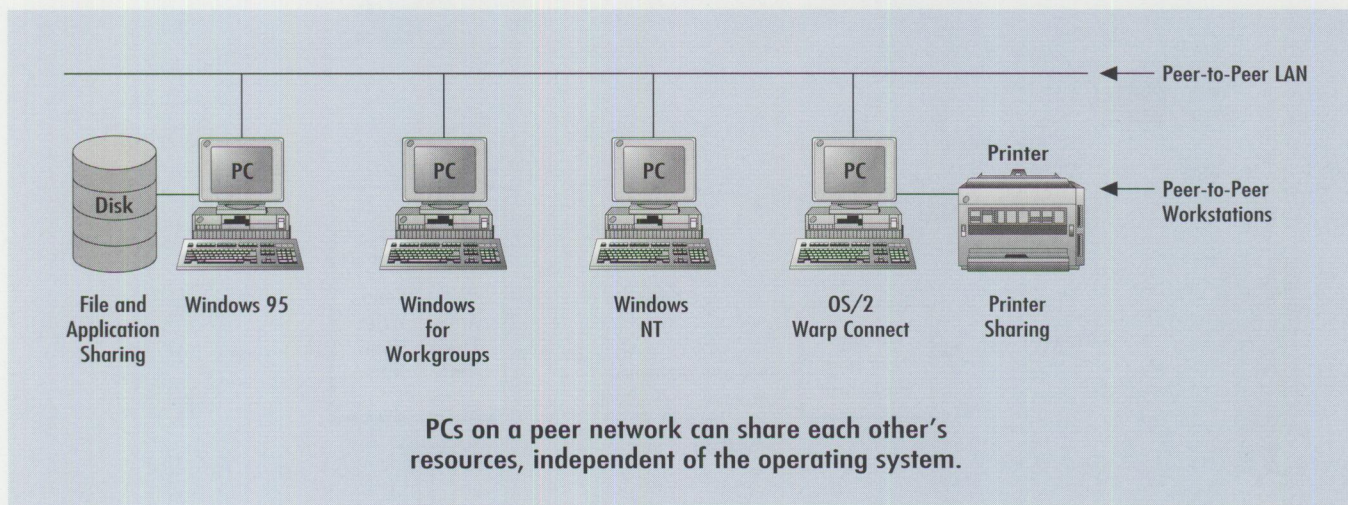 Peer-to-Peer LAN
PC
PC
PC
PC
Printer
Disk
Peer-to-Peer
Workstations
File and
Application
Sharing
Windows 95
Windows
for
Workgroups
Windows
NT
OS/2
Warp Connect
Printer
Sharing
PCs on a peer network can share each other's
resources, independent of the operating system.